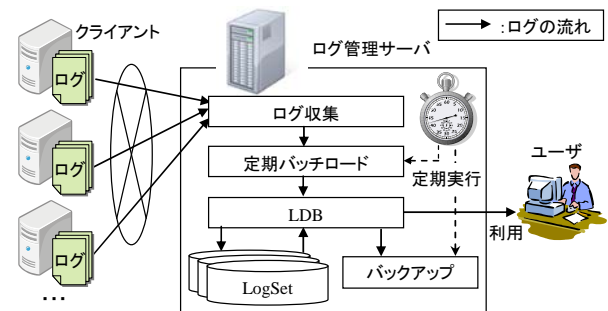 クライアント
ログ
ログ
ログ
...
ログ管理サーバ
:ログの流れ
ログ収集
定期バッチロード
定期実行
LDB
LogSet
バックアップ
ユーザ
利用